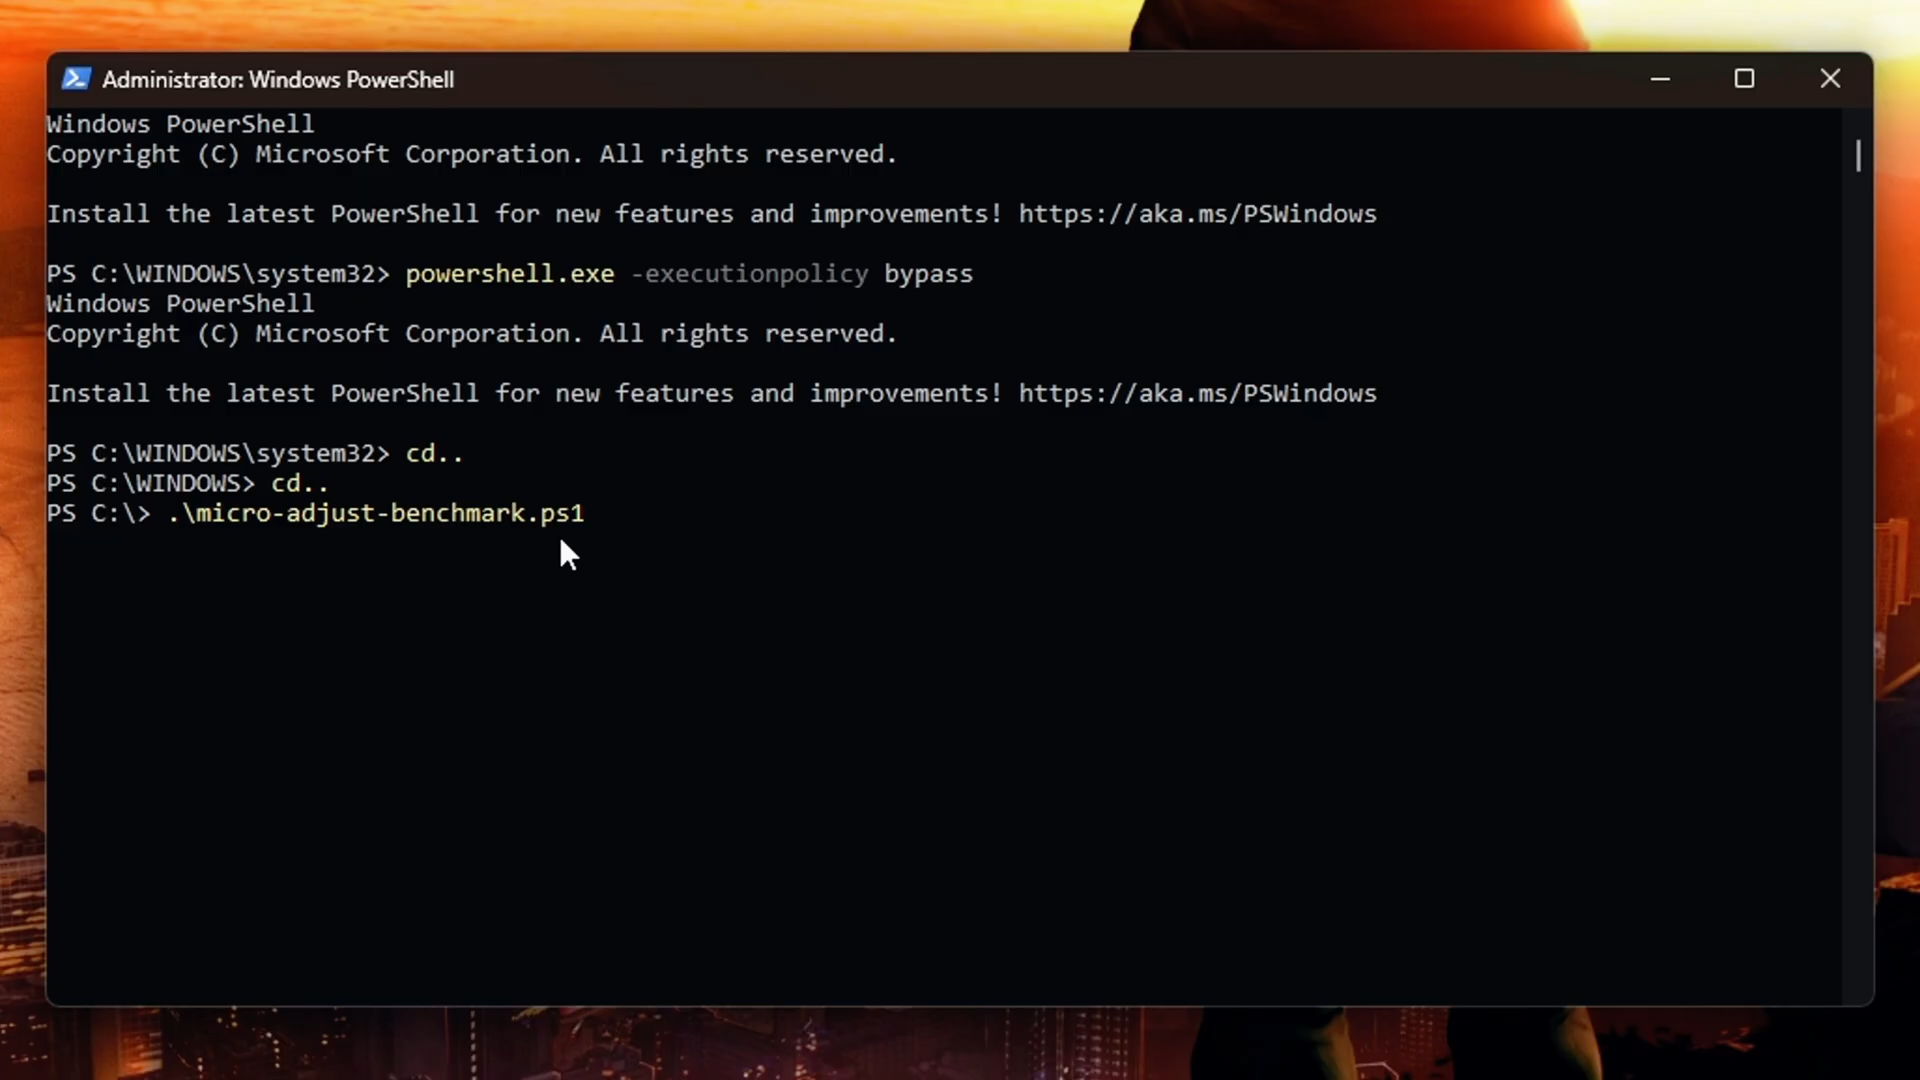 Administrator: Windows PowerShell
Windows PowerShell
Copyright (C) Microsoft Corporation. All rights reserved.
Install the latest PowerShell for new features and improvements! https://aka.ms/PSWindows
PS C:\WINDOWS\system32> powershell.exe -executionpolicy bypass
Windows PowerShell
Copyright (C) Microsoft Corporation. All rights reserved.
Install the latest PowerShell for new features and improvements! https://aka.ms/PSWindows
PS C:\WINDOWS\system32> cd..
PS C:\WINDOWS> cd..
PS C:\> .\micro-adjust-benchmark.ps1